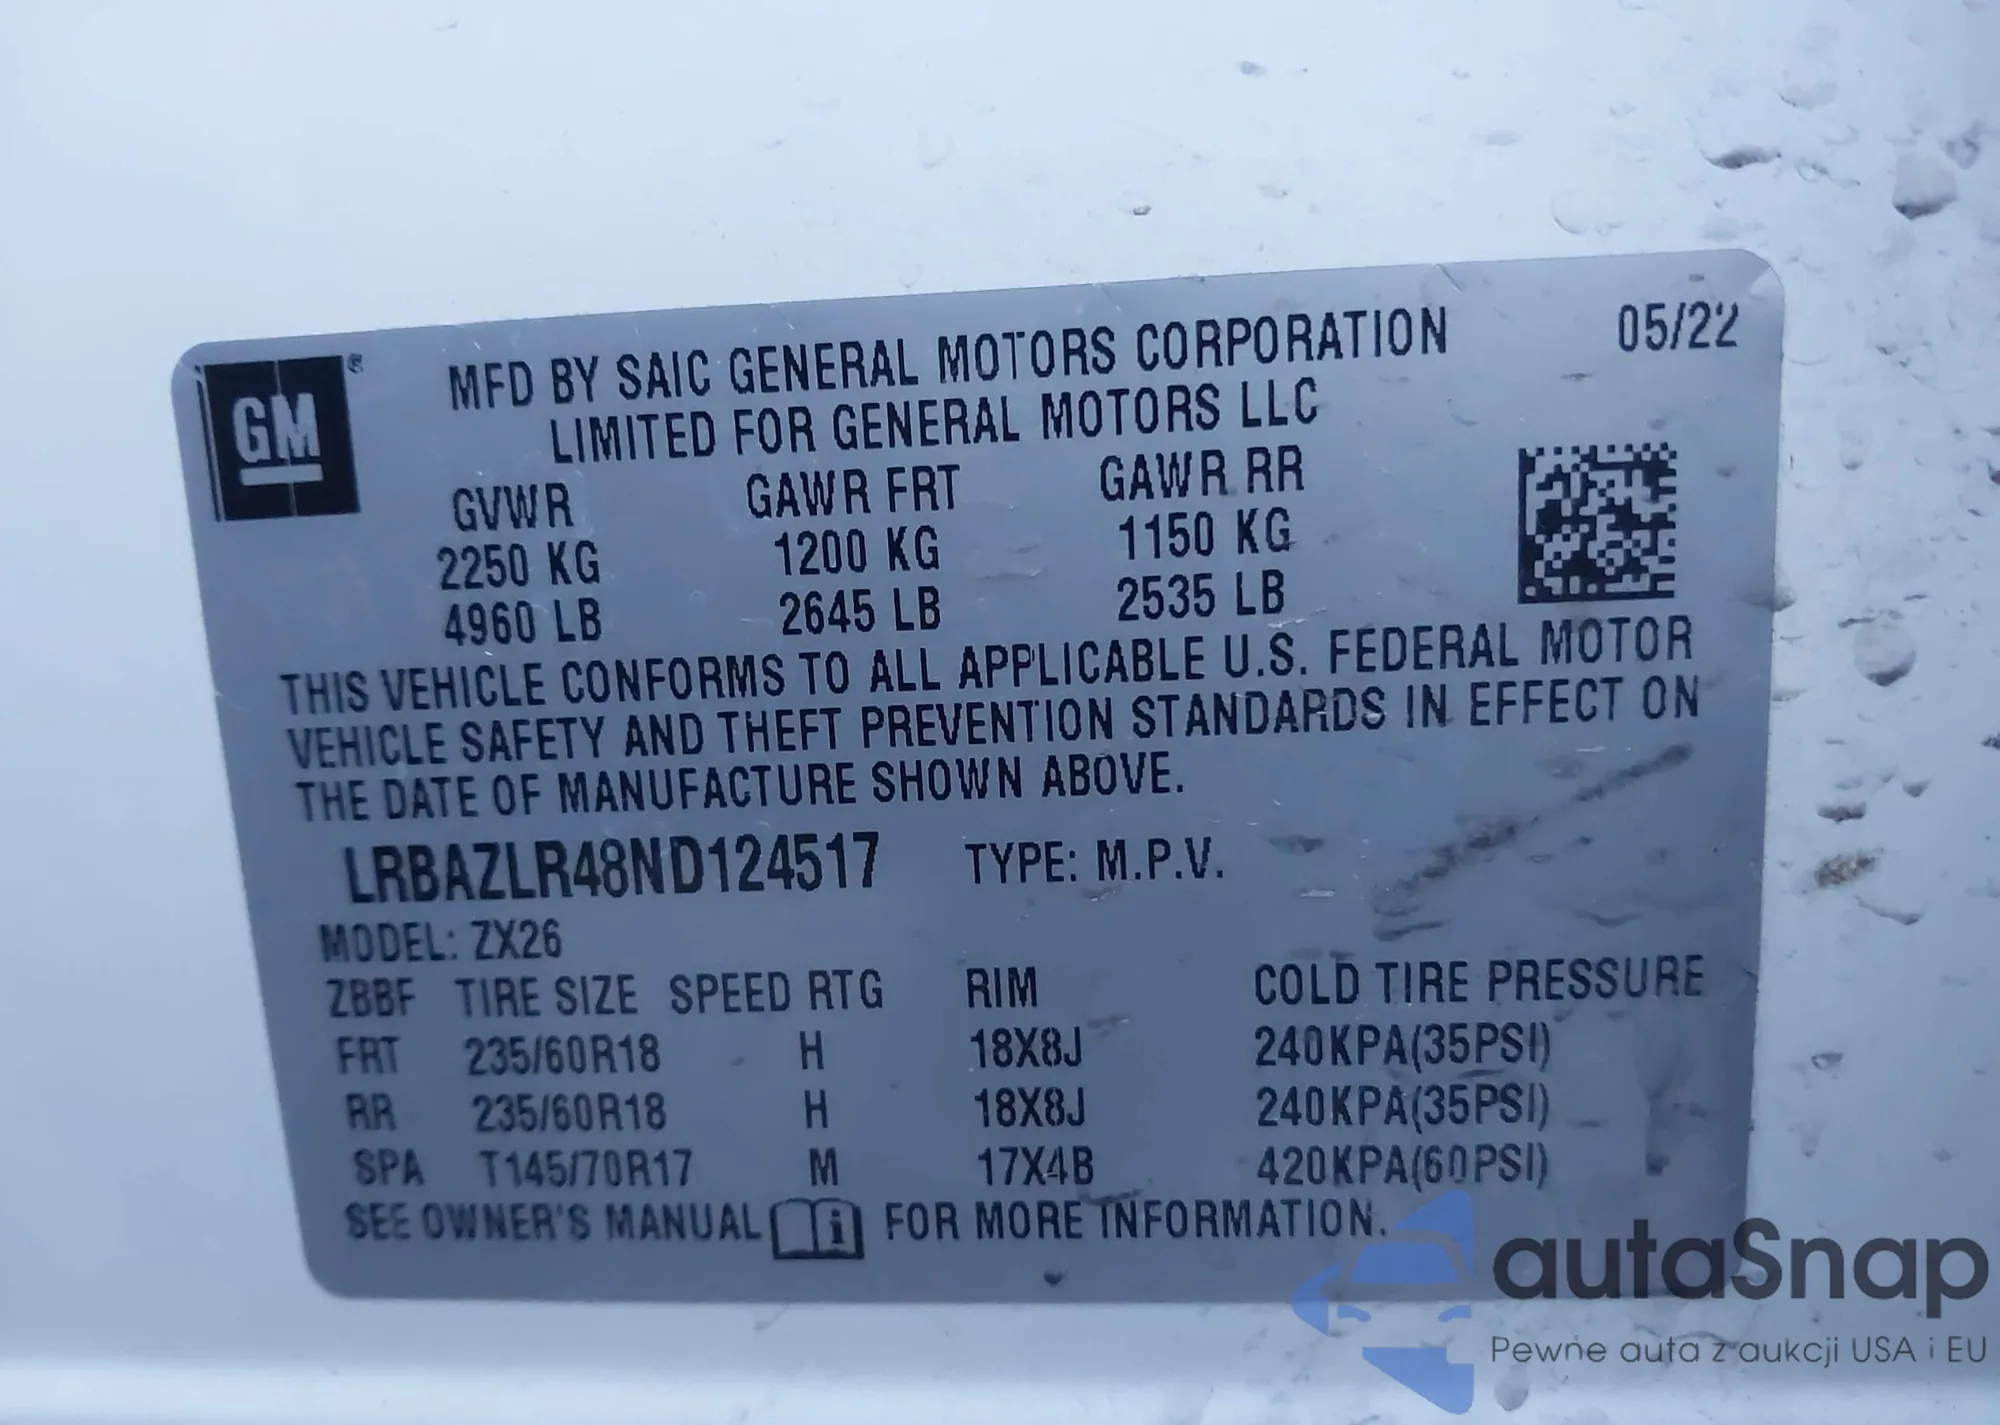 GM ®
MFD BY SAIC GENERAL MOTORS CORPORATION 05/22
LIMITED FOR GENERAL MOTORS LLC
GVWR GAWR FRT GAWR RR
2250 KG 1200 KG 1150 KG
4960 LB 2645 LB 2535 LB
THIS VEHICLE CONFORMS TO ALL APPLICABLE U.S. FEDERAL MOTOR
VEHICLE SAFETY AND THEFT PREVENTION STANDARDS IN EFFECT ON
THE DATE OF MANUFACTURE SHOWN ABOVE.
LRBAZLR48ND124517 TYPE: M.P.V.
MODEL: ZX26
ZBBF TIRE SIZE SPEED RTG RIM COLD TIRE PRESSURE
FRT 235/60R18 H 18X8J 240KPA(35PSI)
RR 235/60R18 H 18X8J 240KPA(35PSI)
SPA T145/70R17 M 17X4B 420KPA(60PSI)
SEE OWNER'S MANUAL i FOR MORE INFORMATION.
autaSnap
Pewne auta z aukcji USA i EU